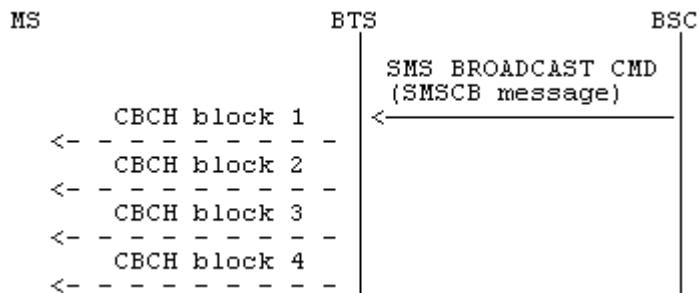 MS BTS BSC
SMS BROADCAST CMD
(SMSCB message)
CBCH block 1
CBCH block 2
CBCH block 3
CBCH block 4